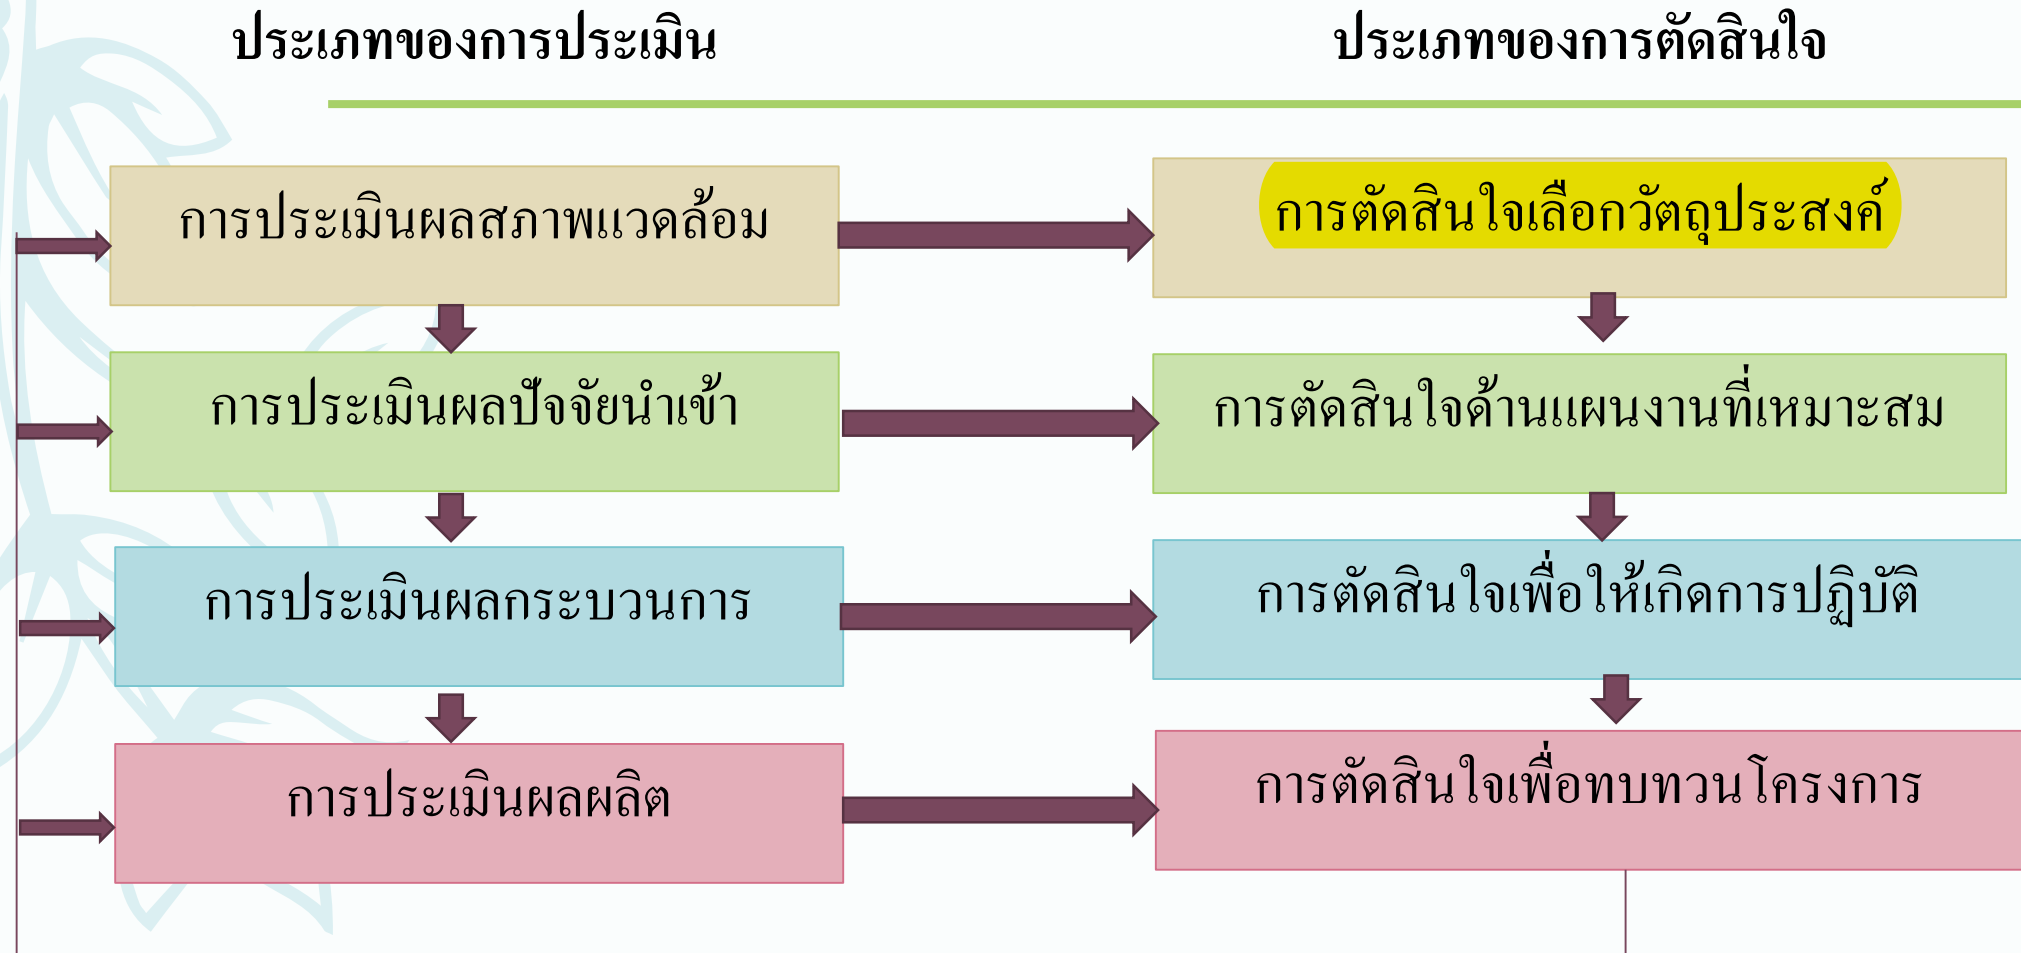 ประเภทของการประเมิน
ประเภทของการตัดสินใจ
การประเมินผลสภาพแวดล้อม
การตัดสินใจเลือกวัตถุประสงค์
การประเมินผลปัจจัยนำเข้า
การตัดสินใจด้านแผนงานที่เหมาะสม
การประเมินผลกระบวนการ
การตัดสินใจเพื่อให้เกิดการปฏิบัติ
การประเมินผลผลิต
การตัดสินใจเพื่อทบทวนโครงการ